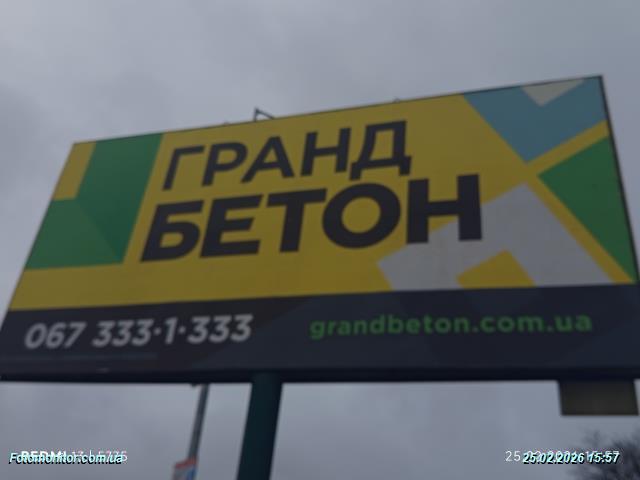 ГРАНД
БЕТОН
067 333·1·333
grandbeton.com.ua
Fotomonitor.com.ua
25.02.2026 15:57